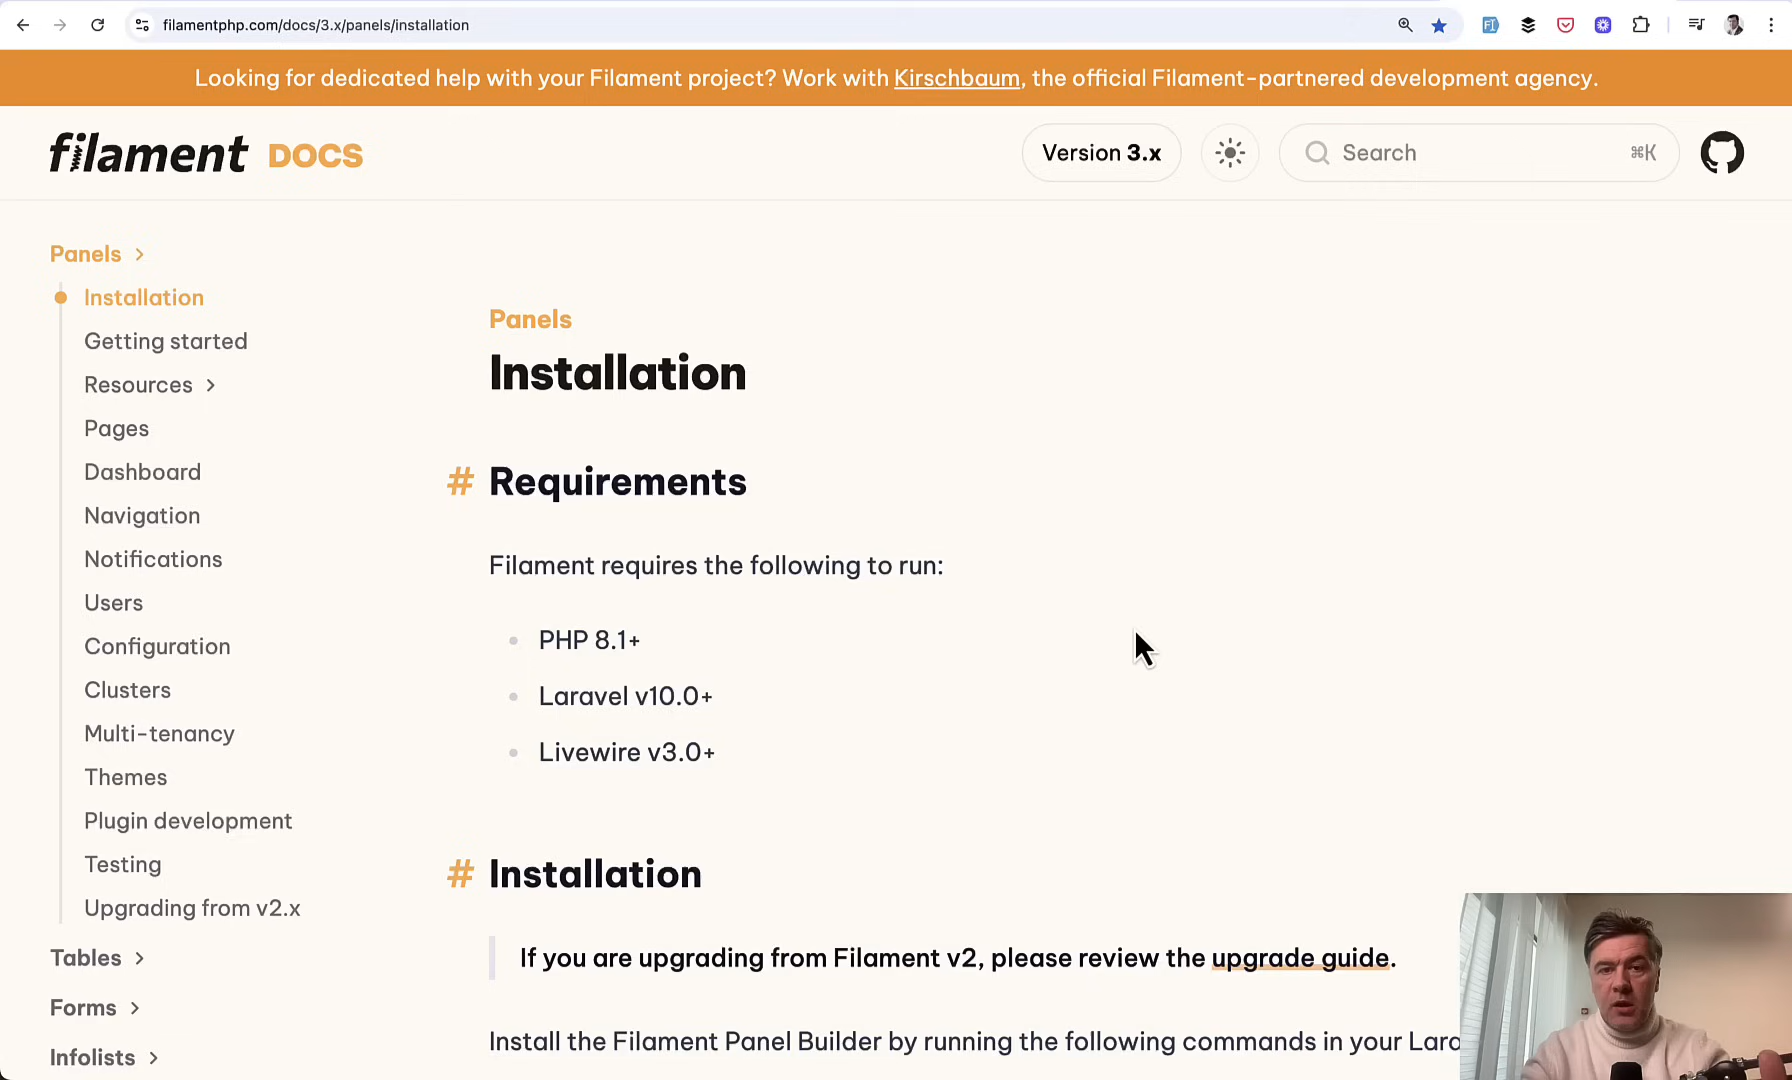 filamentphp.com/docs/3.x/panels/installation
Looking for dedicated help with your Filament project? Work with Kirschbaum, the official Filament-partnered development agency.
filament DOCS
Version 3.x
Search
⌘K
Panels
Installation
Getting started
Resources
Pages
Dashboard
Navigation
Notifications
Users
Configuration
Clusters
Multi-tenancy
Themes
Plugin development
Testing
Upgrading from v2.x
Tables
Forms
Infolists
Panels
Installation
# Requirements
Filament requires the following to run:
PHP 8.1+
Laravel v10.0+
Livewire v3.0+
# Installation
If you are upgrading from Filament v2, please review the upgrade guide.
Install the Filament Panel Builder by running the following commands in your Lara